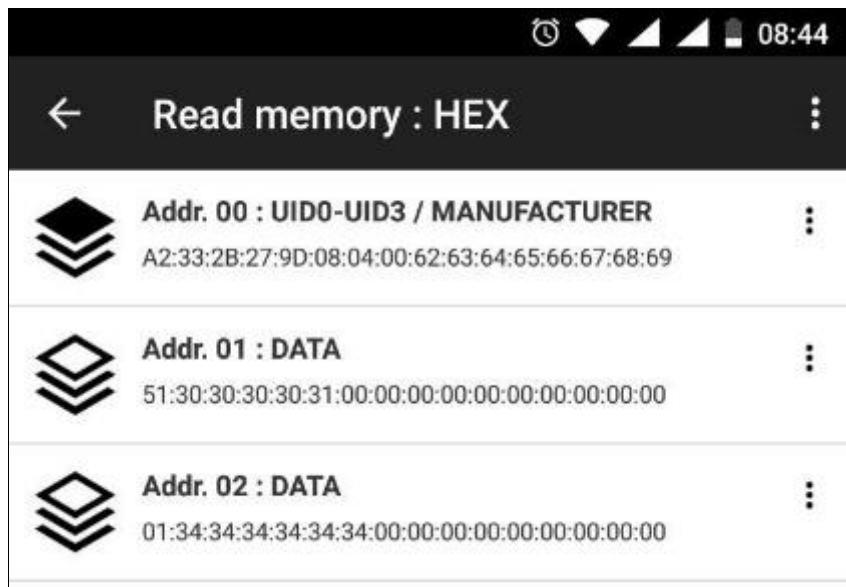 08:44
Read memory : HEX
Addr. 00 : UID0-UID3 / MANUFACTURER
A2:33:2B:27:9D:08:04:00:62:63:64:65:66:67:68:69
Addr. 01 : DATA
51:30:30:30:30:31:00:00:00:00:00:00:00:00:00:00
Addr. 02 : DATA
01:34:34:34:34:34:34:00:00:00:00:00:00:00:00:00